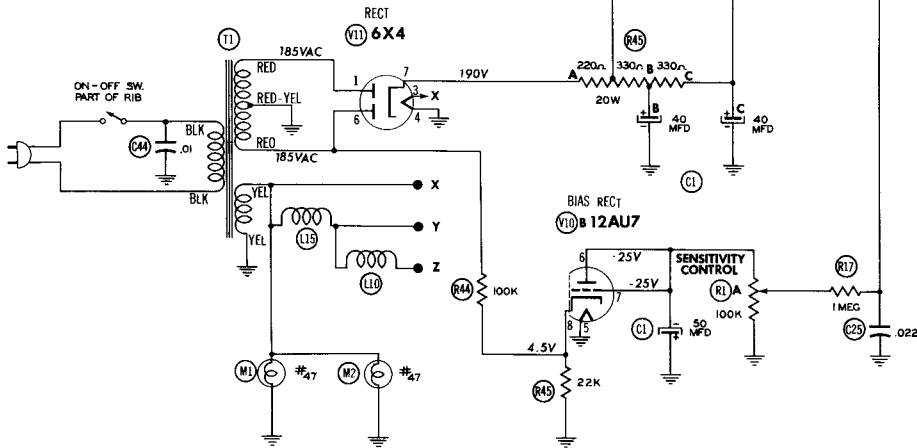 RECT
V11 6X4
T1
185VAC
RED
RED-YEL
RED
185VAC
1
6
7
3
X
4
190V
R45
A
220Ω
330Ω
B
330Ω
C
20W
B
40
MFD
C
40
MFD
C1
ON-OFF SW.
PART OF RIB
BLK
C44
.01
BLK
YEL
YEL
X
Y
Z
L15
L10
BIAS RECT
V10 B 12AU7
6
-25V
-25V
7
8
5
R44
100K
4.5V
R45
22K
C1
50
MFD
SENSITIVITY
CONTROL
R1 A
100K
R17
1 MEG
C25
.022
M1
#47
M2
#47